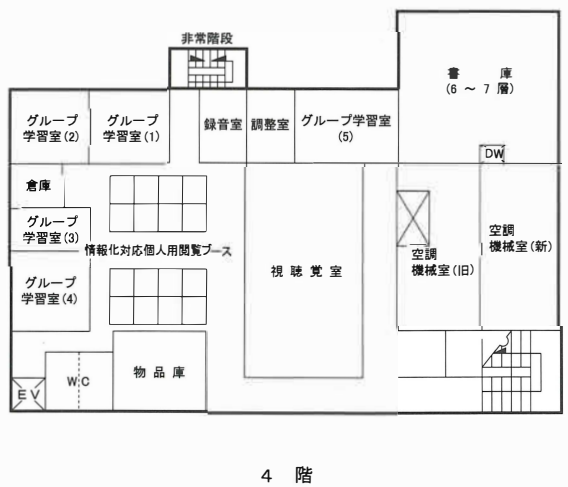 非常階段
書 庫
(6 ～ 7 層)
グループ
学習室(2)
グループ
学習室(1)
録音室
調整室
グループ学習室
(5)
DW
倉庫
グループ
学習室(3)
情報化対応個人用閲覧ブース
グループ
学習室(4)
視 聴 覚 室
空調
機械室(旧)
空調
機械室(新)
物 品 庫
WC
EV
4 階